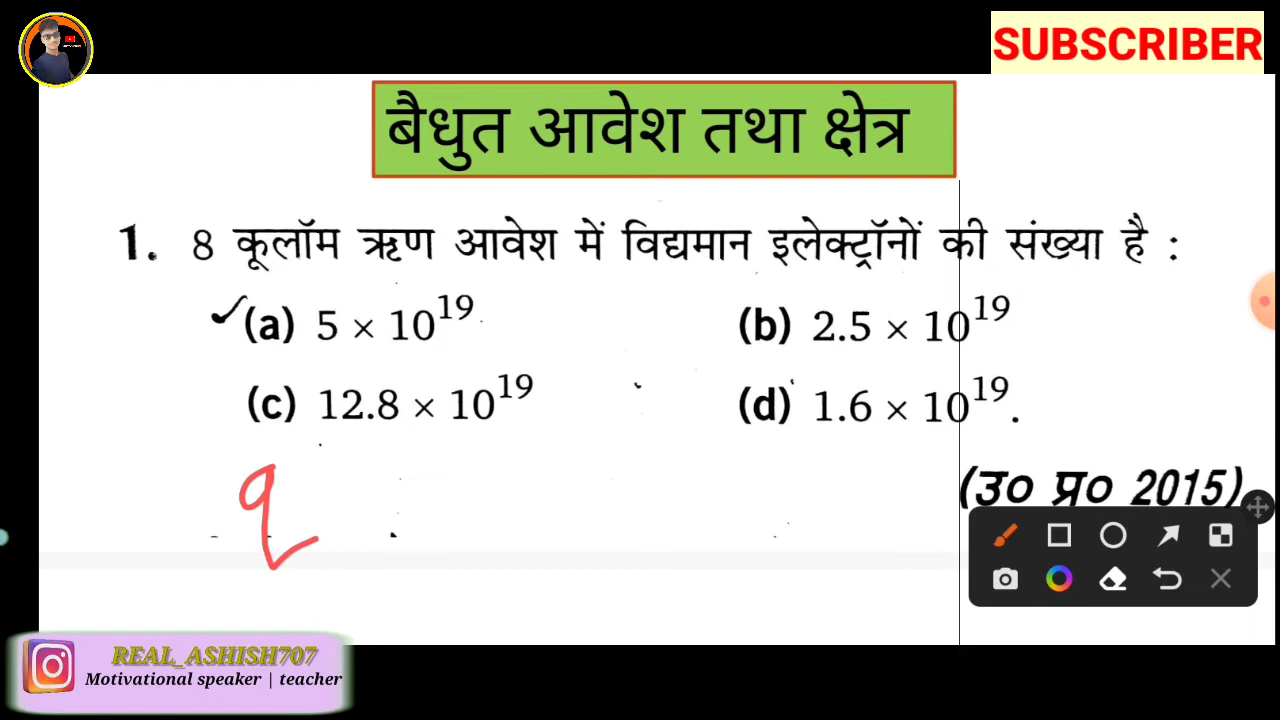 SUBSCRIBER
बैधुत आवेश तथा क्षेत्र
1. 8 कूलॉम ऋण आवेश में विद्यमान इलेक्ट्रॉनों की संख्या है :
✓(a) 5 × 10^19 (b) 2.5 × 10^19
(c) 12.8 × 10^19 (d) 1.6 × 10^19.
(उ० प्र० 2015)
q
REAL_ASHISH707
Motivational speaker | teacher